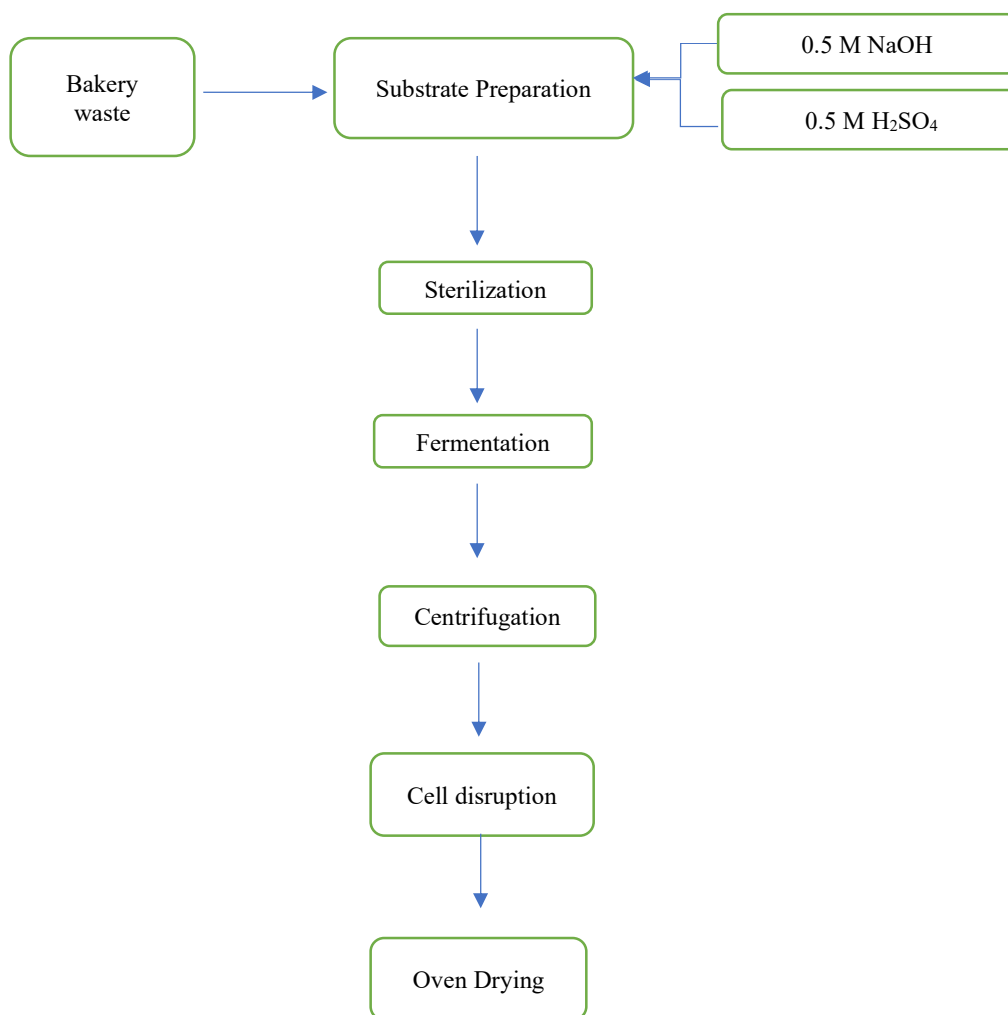 Bakery
waste
Substrate Preparation
0.5 M NaOH
0.5 M H₂SO₄
Sterilization
Fermentation
Centrifugation
Cell disruption
Oven Drying